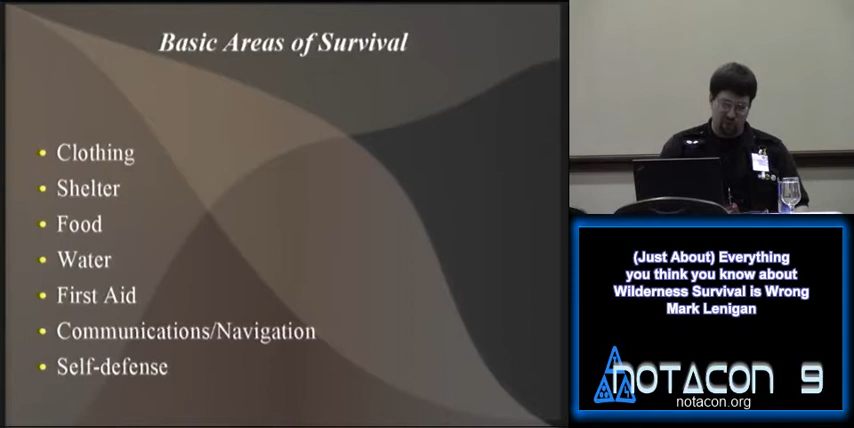 Basic Areas of Survival
Clothing
Shelter
Food
Water
First Aid
Communications/Navigation
Self-defense
(Just About) Everything
you think you know about
Wilderness Survival is Wrong
Mark Lenigan
NOTACON 9
notacon.org